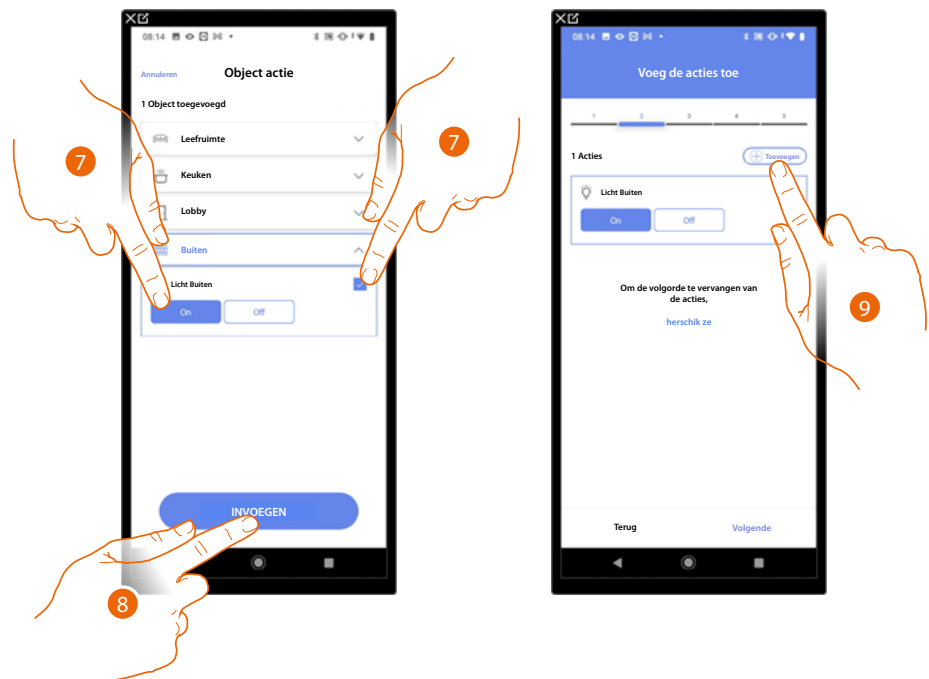 08:14
Annuleren
Object actie
1 Object toegevoegd
Leefruimte
Keuken
Lobby
Buiten
Licht Buiten
On
Off
INVOEGEN
7
7
8
08:14
Voeg de acties toe
1 2 3 4 5
1 Acties
Toevoegen
Licht Buiten
On
Off
Om de volgorde te vervangen van
de acties,
herschik ze
Terug
Volgende
9